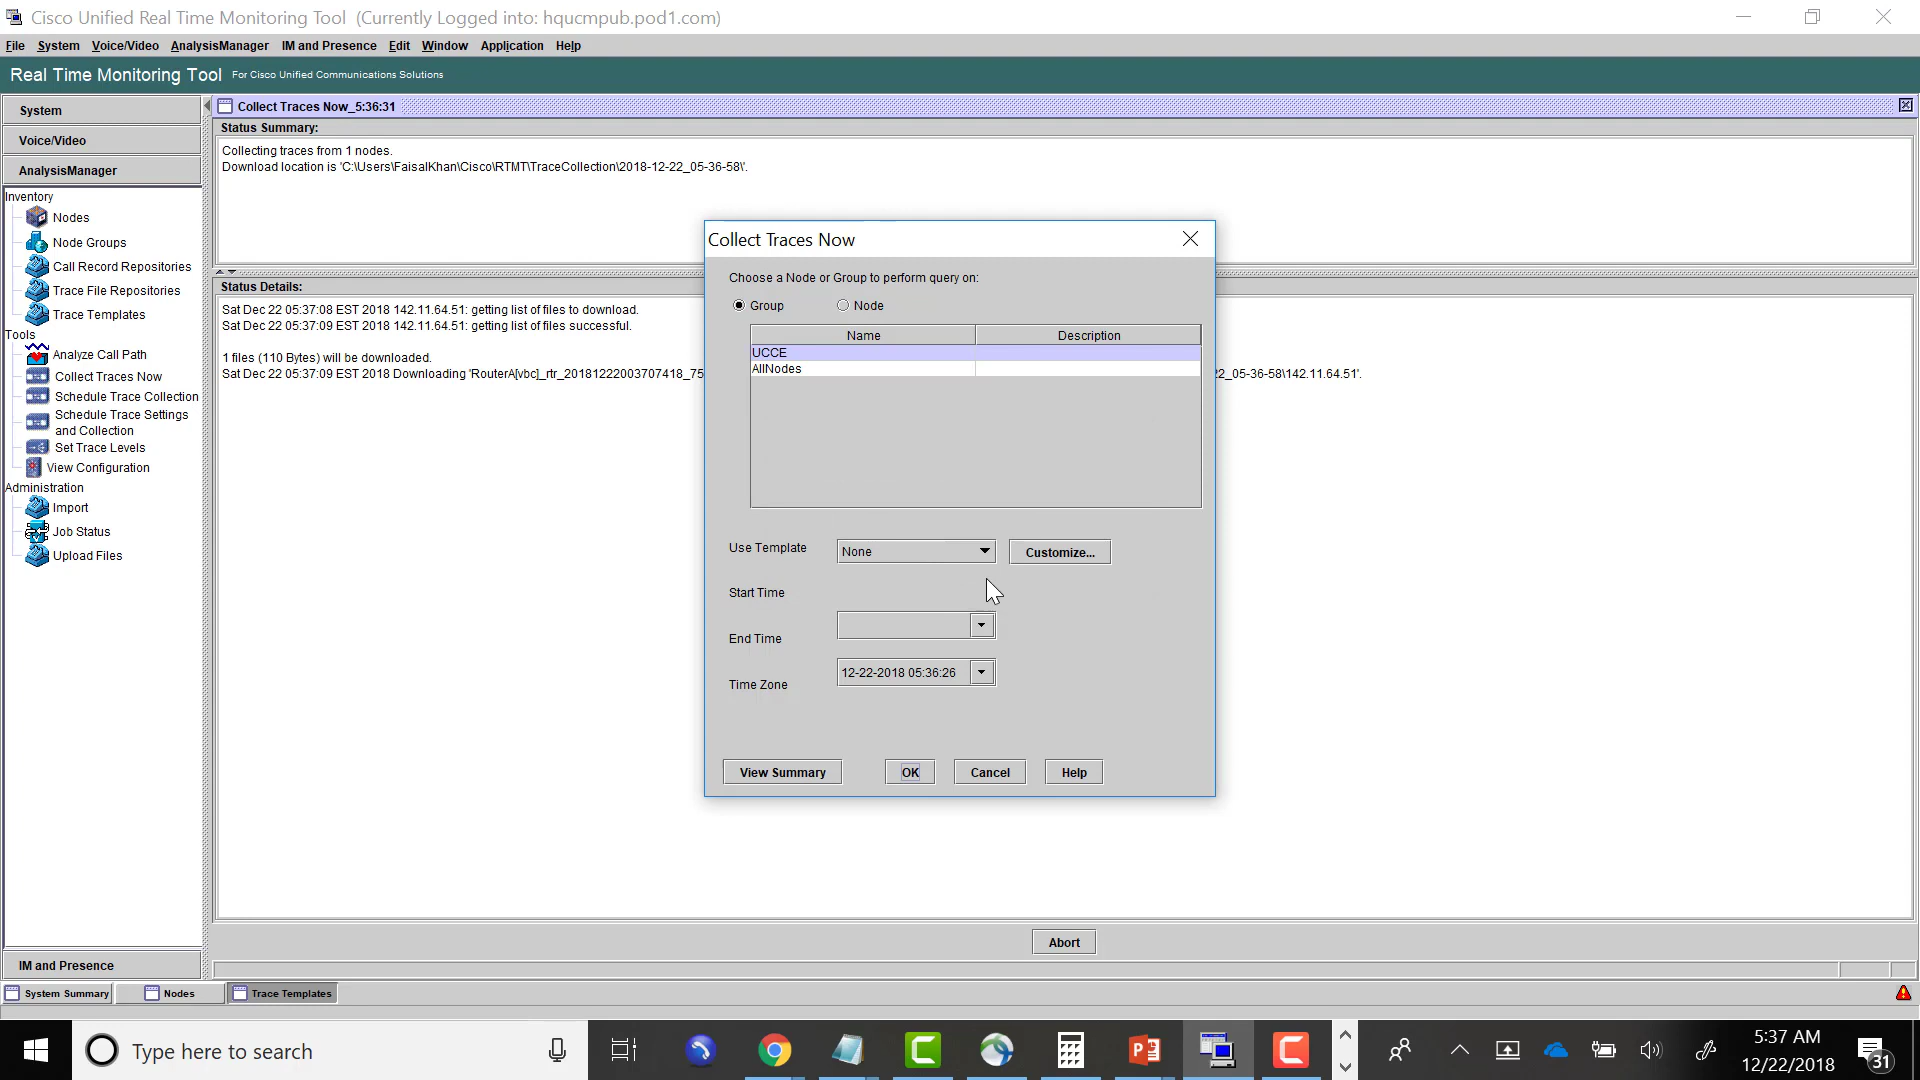 Cisco Unified Real Time Monitoring Tool (Currently Logged into: hqucmpub.pod1.com)
File System Voice/Video AnalysisManager IM and Presence Edit Window Application Help
Real Time Monitoring Tool For Cisco Unified Communications Solutions
System
Voice/Video
AnalysisManager
Inventory
Nodes
Node Groups
Call Record Repositories
Trace File Repositories
Trace Templates
Tools
Analyze Call Path
Collect Traces Now
Schedule Trace Collection
Schedule Trace Settings
and Collection
Set Trace Levels
View Configuration
Administration
Import
Job Status
Upload Files
IM and Presence
Collect Traces Now_5:36:31
Status Summary:
Collecting traces from 1 nodes.
Download location is 'C:\Users\FaisalKhan\Cisco\RTMT\TraceCollection\2018-12-22_05-36-58\'.
Status Details:
Sat Dec 22 05:37:08 EST 2018 142.11.64.51: getting list of files to download.
Sat Dec 22 05:37:09 EST 2018 142.11.64.51: getting list of files successful.
1 files (110 Bytes) will be downloaded.
Sat Dec 22 05:37:09 EST 2018 Downloading 'RouterA[vbc]_rtr_20181222003707418_75 2_05-36-58\142.11.64.51'.
Collect Traces Now
Choose a Node or Group to perform query on:
Group Node
Name Description
UCCE
AllNodes
Use Template None Customize...
Start Time
End Time
12-22-2018 05:36:26
Time Zone
View Summary OK Cancel Help
Abort
System Summary Nodes Trace Templates
Type here to search
5:37 AM
12/22/2018
31